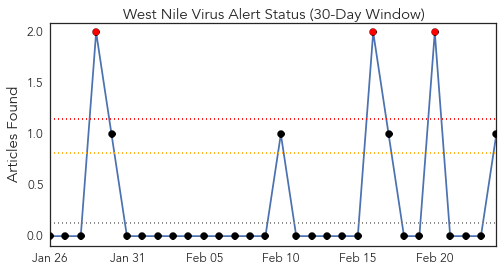 West Nile Virus Alert Status (30-Day Window)
Articles Found
2.0
1.5
1.0
0.5
0.0
Jan 26 Jan 31 Feb 05 Feb 10 Feb 15 Feb 20